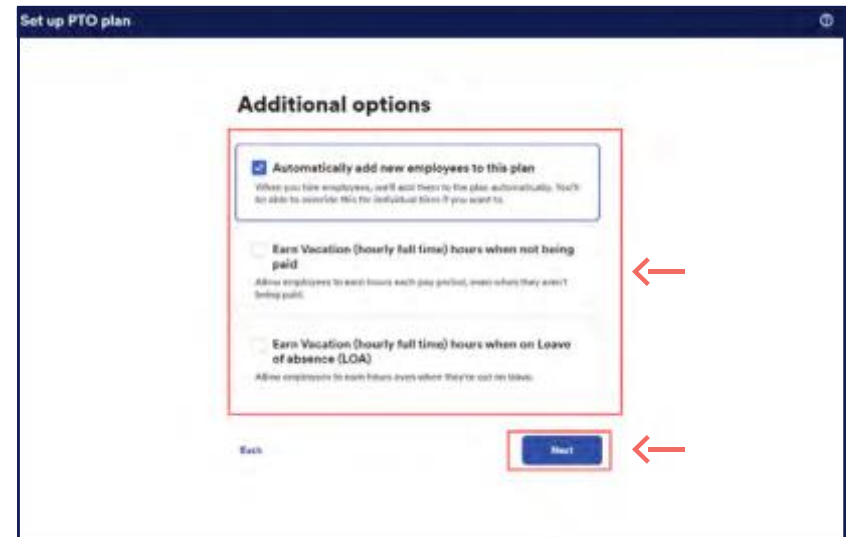 Set up PTO plan
Additional options
Automatically add new employees to this plan
When you hire employees, we'll add them to the plan automatically. You'll
be able to override this for individual hires if you want to.
Earn Vacation (hourly full time) hours when not being
paid
Allow employees to earn hours each pay period, even when they aren't
being paid.
Earn Vacation (hourly full time) hours when on Leave
of absence (LOA)
Allow employees to earn hours even when they're out on leave.
Back
Next